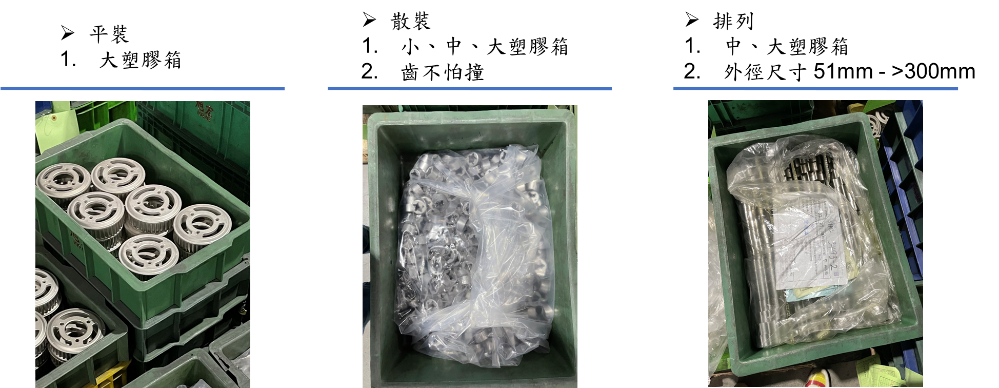 ➢ 平裝
1. 大塑膠箱
➢ 散裝
1. 小、中、大塑膠箱
2. 齒不怕撞
➢ 排列
1. 中、大塑膠箱
2. 外徑尺寸 51mm - >300mm